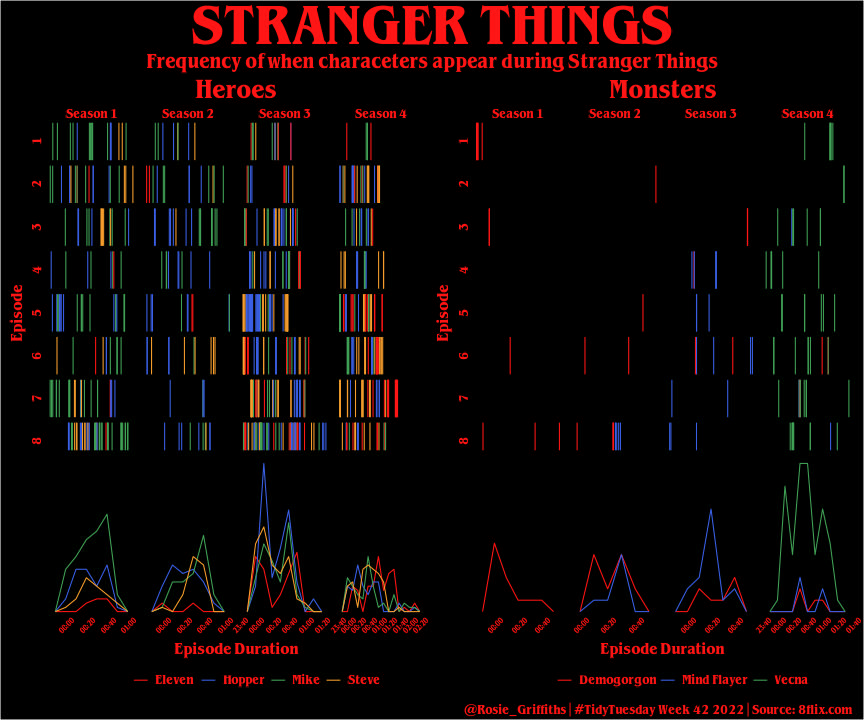 STRANGER THINGS
Frequency of when characeters appear during Stranger Things
Heroes
Monsters
Season 1 Season 2 Season 3 Season 4
Season 1 Season 2 Season 3 Season 4
Episode
1
2
3
4
5
6
7
8
Episode
1
2
3
4
5
6
7
8
00:00 00:20 00:40 01:00
00:00 00:20 00:40 01:00
23:40 00:00 00:20 00:40 01:00 01:20
23:40 00:00 00:20 00:40 01:00 01:20 01:40 02:00 02:20
00:00 00:20 00:40
00:00 00:20 00:40
00:00 00:20 00:40
23:40 00:00 00:20 00:40 01:00 01:20 01:40
Episode Duration
Episode Duration
Eleven Hopper Mike Steve
Demogorgon Mind Flayer Vecna
@Rosie_Griffiths | #TidyTuesday Week 42 2022 | Source: 8flix.com